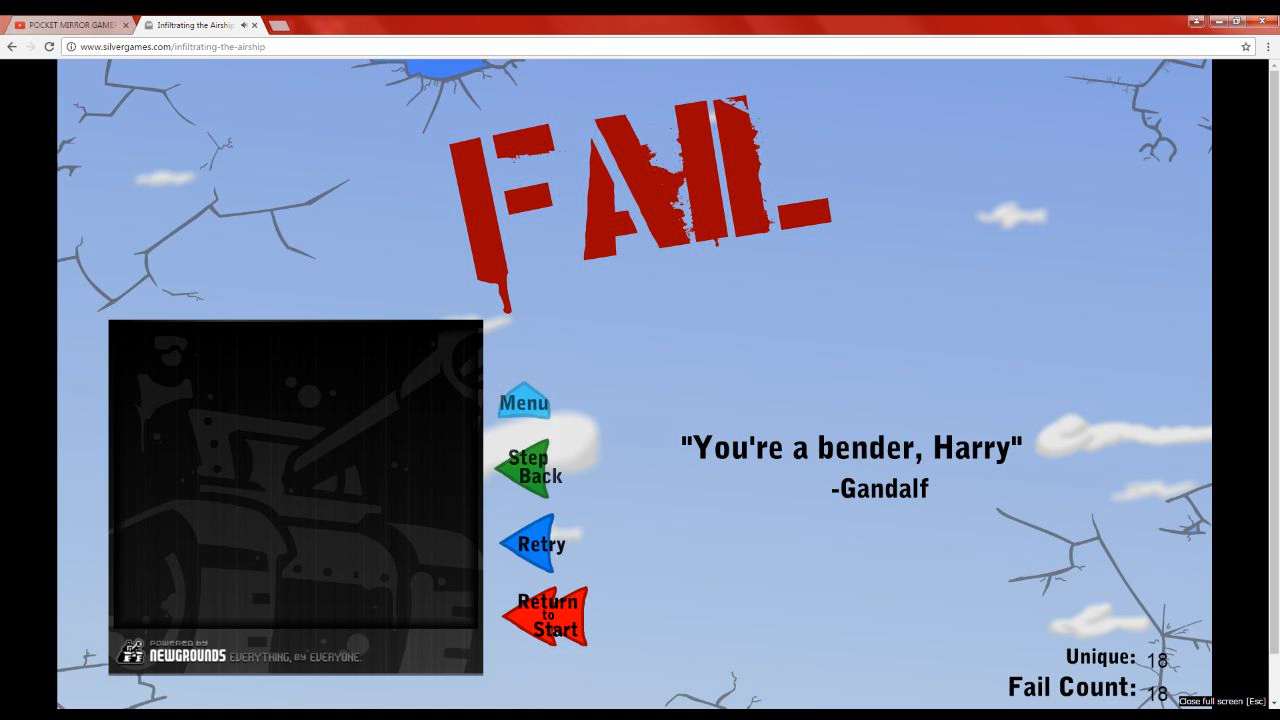 POCKET MIRROR GAME
Infiltrating the Airship
www.silvergames.com/infiltrating-the-airship
FAIL
Menu
Step
Back
Retry
Return
to
Start
"You're a bender, Harry"
-Gandalf
POWERED BY
NEWGROUNDS EVERYTHING, BY EVERYONE.
Unique: 18
Fail Count: 18
Close full screen [Esc]